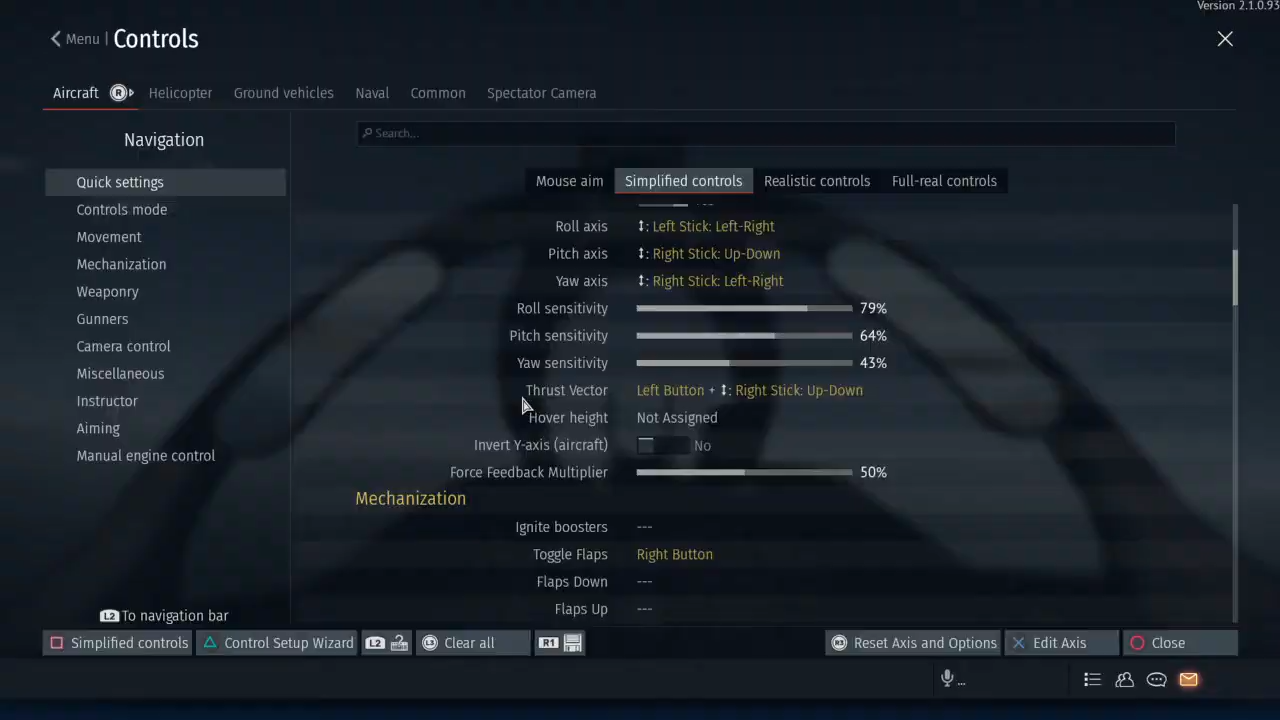 Version 2.1.0.93
Menu | Controls
Aircraft R Helicopter Ground vehicles Naval Common Spectator Camera
Navigation
Search...
Quick settings
Mouse aim Simplified controls Realistic controls Full-real controls
Controls mode
Roll axis : Left Stick: Left-Right
Movement
Pitch axis : Right Stick: Up-Down
Mechanization
Yaw axis : Right Stick: Left-Right
Weaponry
Roll sensitivity 79%
Gunners
Pitch sensitivity 64%
Camera control
Yaw sensitivity 43%
Miscellaneous
Thrust Vector Left Button + : Right Stick: Up-Down
Instructor
Hover height Not Assigned
Aiming
Invert Y-axis (aircraft) No
Manual engine control
Force Feedback Multiplier 50%
Mechanization
Ignite boosters ---
Toggle Flaps Right Button
Flaps Down ---
Flaps Up ---
L2 To navigation bar
Simplified controls Control Setup Wizard L2 Clear all R1 Reset Axis and Options Edit Axis Close
...